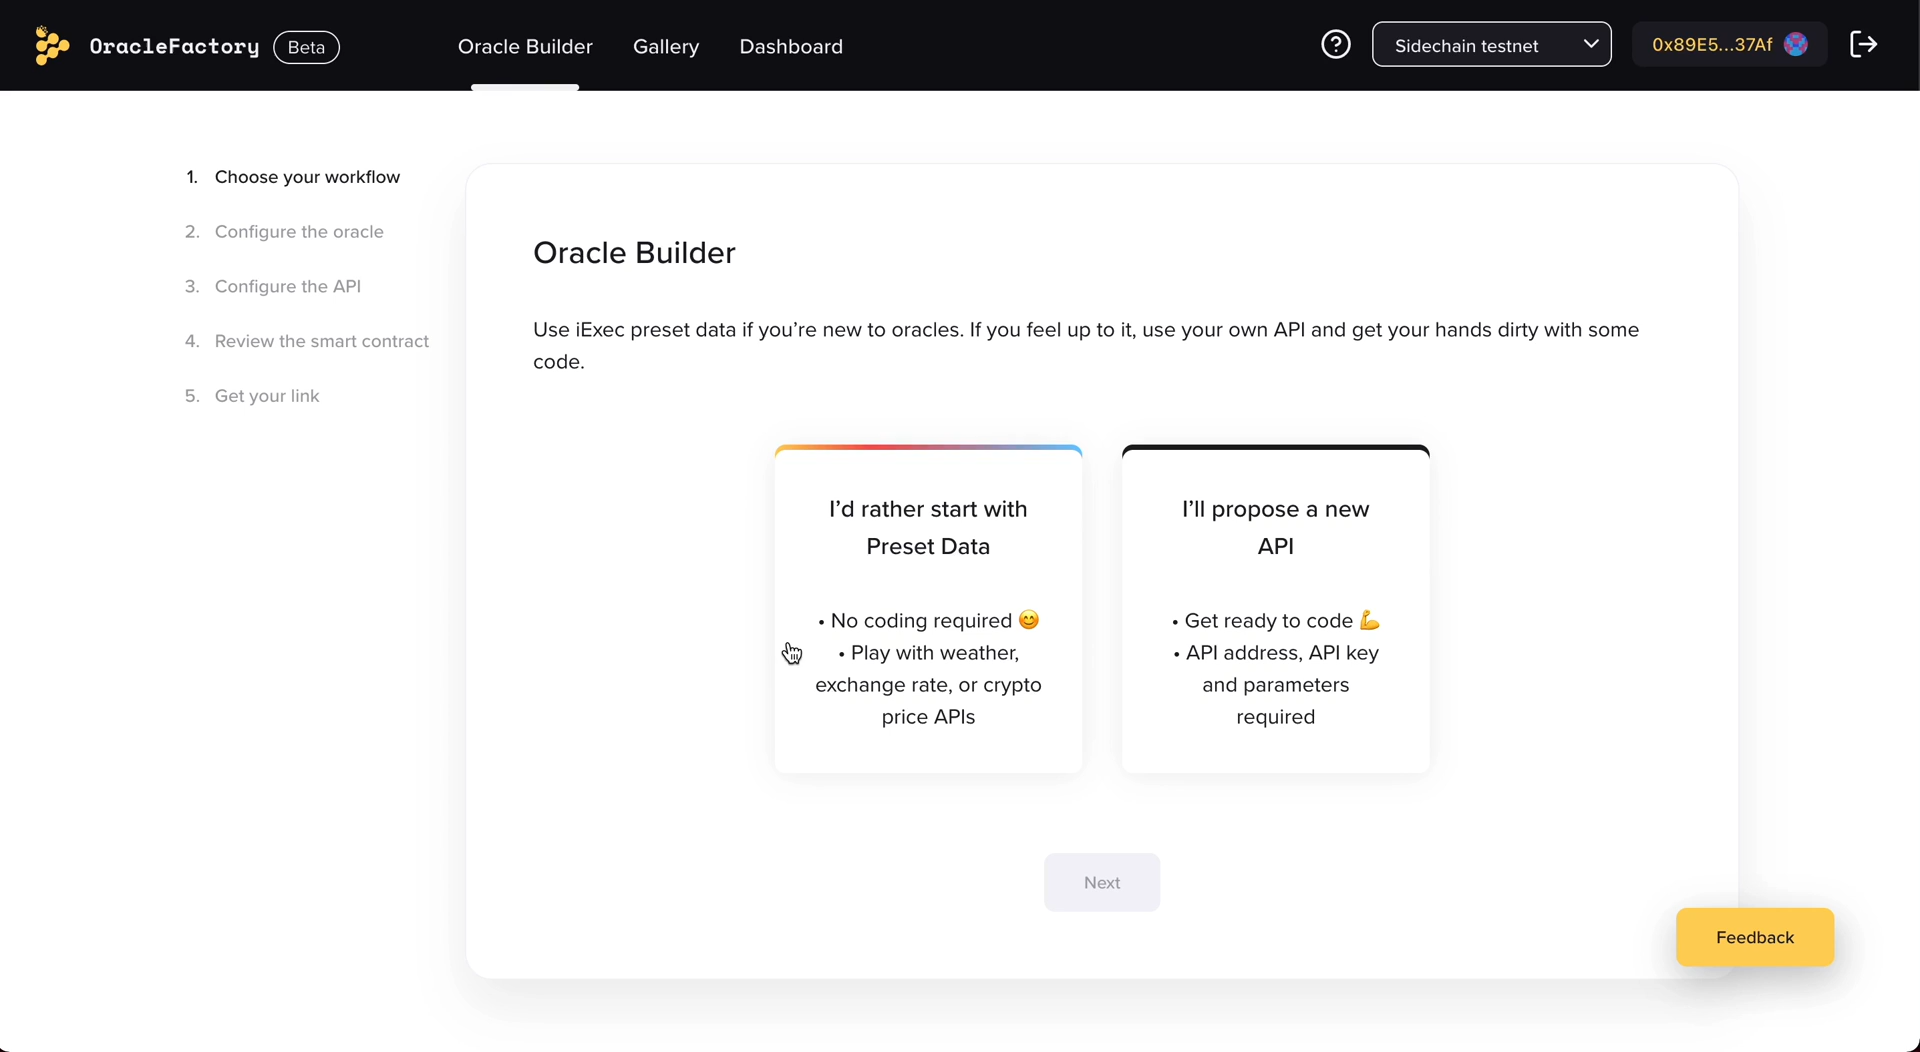 OracleFactory Beta Oracle Builder Gallery Dashboard Sidechain testnet 0x89E5...37Af
1. Choose your workflow
2. Configure the oracle
3. Configure the API
4. Review the smart contract
5. Get your link
Oracle Builder
Use iExec preset data if you’re new to oracles. If you feel up to it, use your own API and get your hands dirty with some
code.
I’d rather start with
Preset Data
• No coding required 😊
• Play with weather,
exchange rate, or crypto
price APIs
I’ll propose a new
API
• Get ready to code 💪
• API address, API key
and parameters
required
Next
Feedback